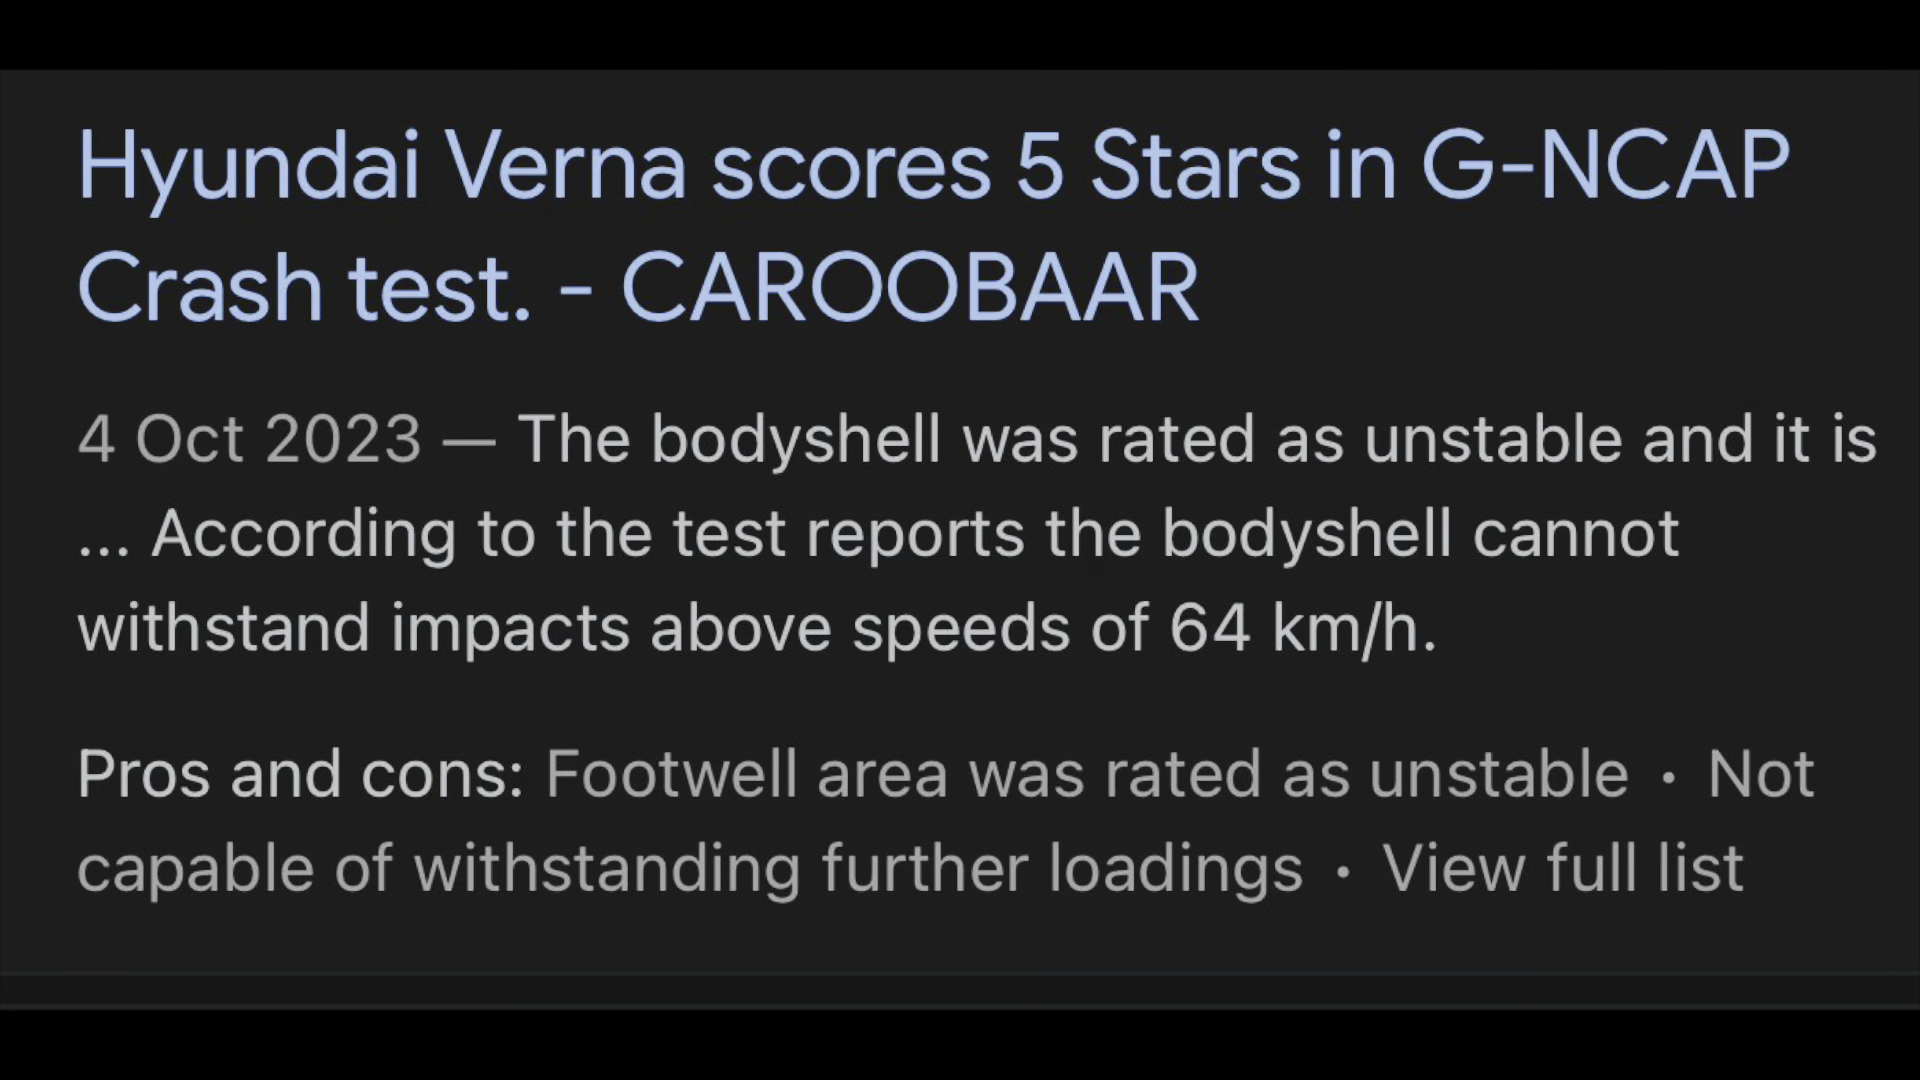 Hyundai Verna scores 5 Stars in G-NCAP
Crash test. - CAROOBAAR
4 Oct 2023 — The bodyshell was rated as unstable and it is
... According to the test reports the bodyshell cannot
withstand impacts above speeds of 64 km/h.
Pros and cons: Footwell area was rated as unstable · Not
capable of withstanding further loadings · View full list